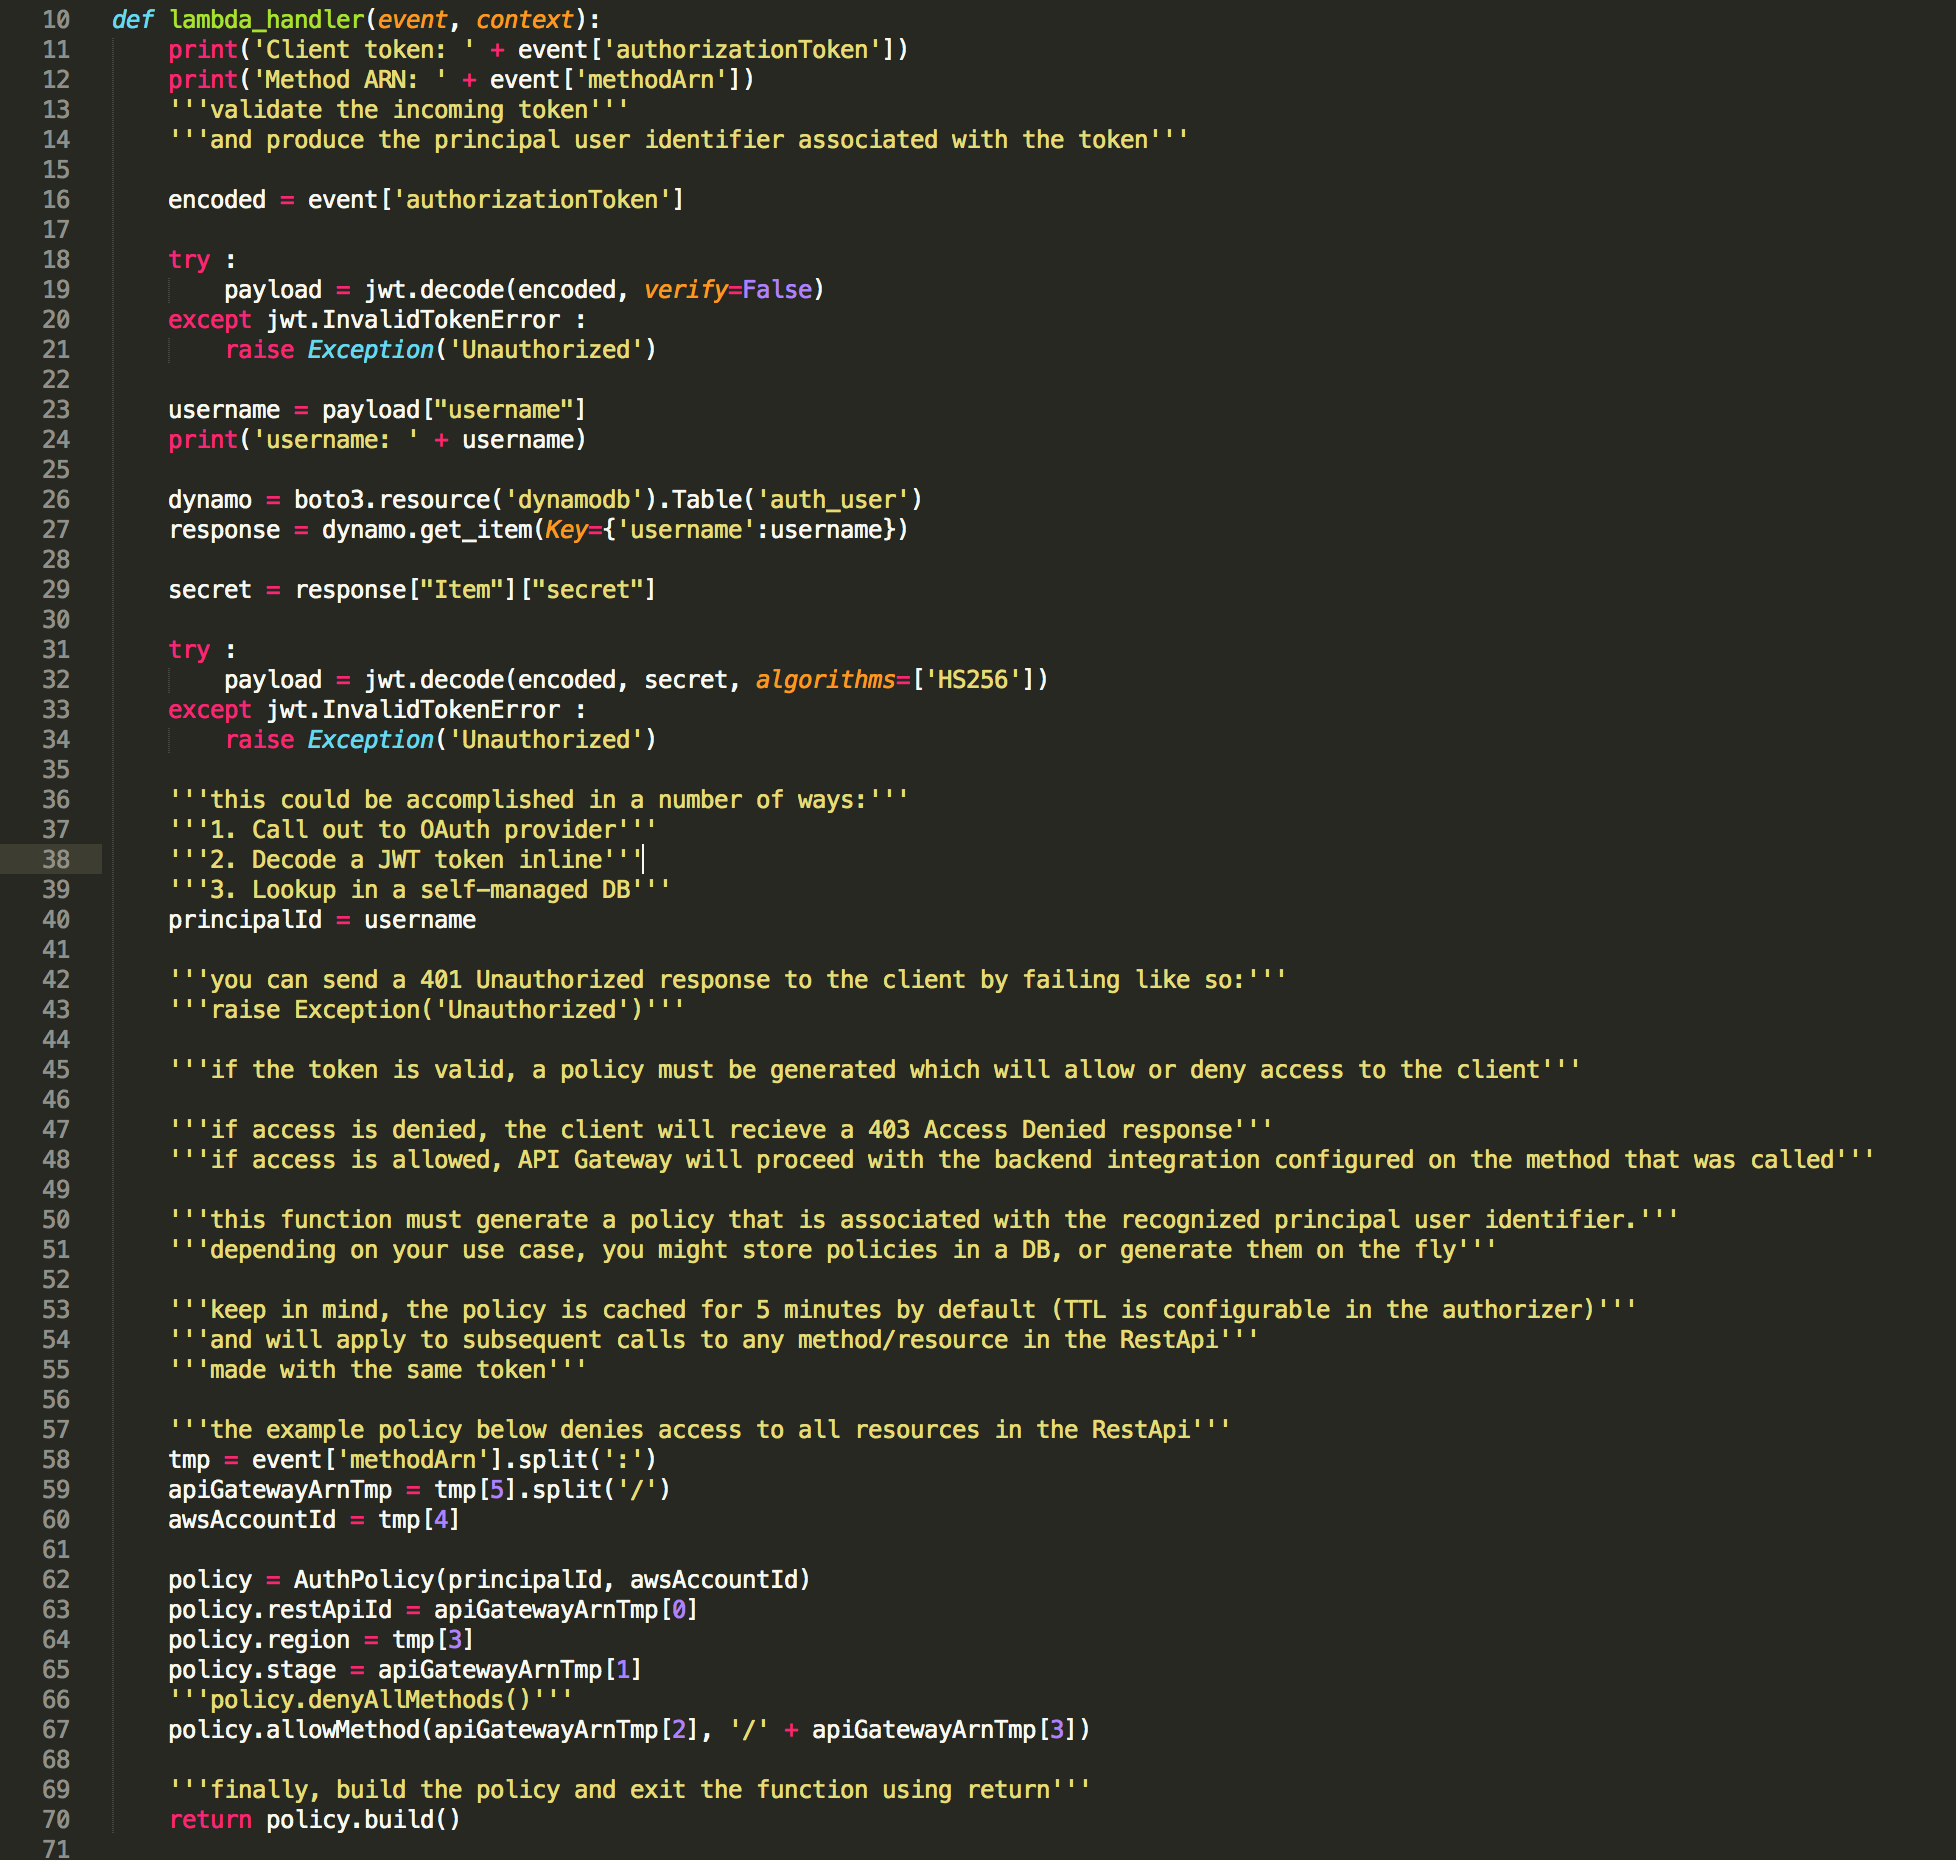 10 def lambda_handler(event, context):
11 print('Client token: ' + event['authorizationToken'])
12 print('Method ARN: ' + event['methodArn'])
13 '''validate the incoming token'''
14 '''and produce the principal user identifier associated with the token'''
15
16 encoded = event['authorizationToken']
17
18 try :
19 payload = jwt.decode(encoded, verify=False)
20 except jwt.InvalidTokenError :
21 raise Exception('Unauthorized')
22
23 username = payload["username"]
24 print('username: ' + username)
25
26 dynamo = boto3.resource('dynamodb').Table('auth_user')
27 response = dynamo.get_item(Key={'username':username})
28
29 secret = response["Item"]["secret"]
30
31 try :
32 payload = jwt.decode(encoded, secret, algorithms=['HS256'])
33 except jwt.InvalidTokenError :
34 raise Exception('Unauthorized')
35
36 '''this could be accomplished in a number of ways:'''
37 '''1. Call out to OAuth provider'''
38 '''2. Decode a JWT token inline'''
39 '''3. Lookup in a self-managed DB'''
40 principalId = username
41
42 '''you can send a 401 Unauthorized response to the client by failing like so:'''
43 '''raise Exception('Unauthorized')'''
44
45 '''if the token is valid, a policy must be generated which will allow or deny access to the client'''
46
47 '''if access is denied, the client will recieve a 403 Access Denied response'''
48 '''if access is allowed, API Gateway will proceed with the backend integration configured on the method that was called'''
49
50 '''this function must generate a policy that is associated with the recognized principal user identifier.'''
51 '''depending on your use case, you might store policies in a DB, or generate them on the fly'''
52
53 '''keep in mind, the policy is cached for 5 minutes by default (TTL is configurable in the authorizer)'''
54 '''and will apply to subsequent calls to any method/resource in the RestApi'''
55 '''made with the same token'''
56
57 '''the example policy below denies access to all resources in the RestApi'''
58 tmp = event['methodArn'].split(':')
59 apiGatewayArnTmp = tmp[5].split('/')
60 awsAccountId = tmp[4]
61
62 policy = AuthPolicy(principalId, awsAccountId)
63 policy.restApiId = apiGatewayArnTmp[0]
64 policy.region = tmp[3]
65 policy.stage = apiGatewayArnTmp[1]
66 '''policy.denyAllMethods()'''
67 policy.allowMethod(apiGatewayArnTmp[2], '/' + apiGatewayArnTmp[3])
68
69 '''finally, build the policy and exit the function using return'''
70 return policy.build()
71